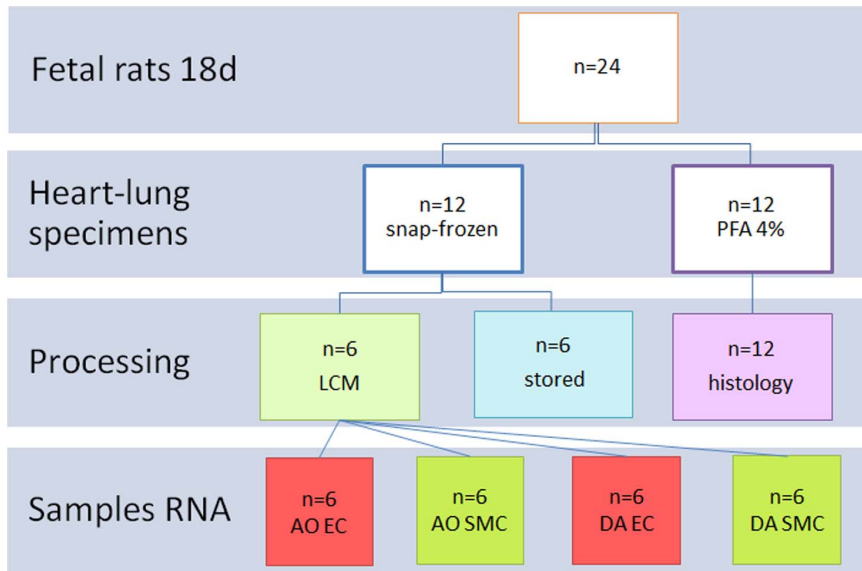 Fetal rats 18d
n=24
Heart-lung
specimens
n=12
snap-frozen
n=12
PFA 4%
Processing
n=6
LCM
n=6
stored
n=12
histology
Samples RNA
n=6
AO EC
n=6
AO SMC
n=6
DA EC
n=6
DA SMC